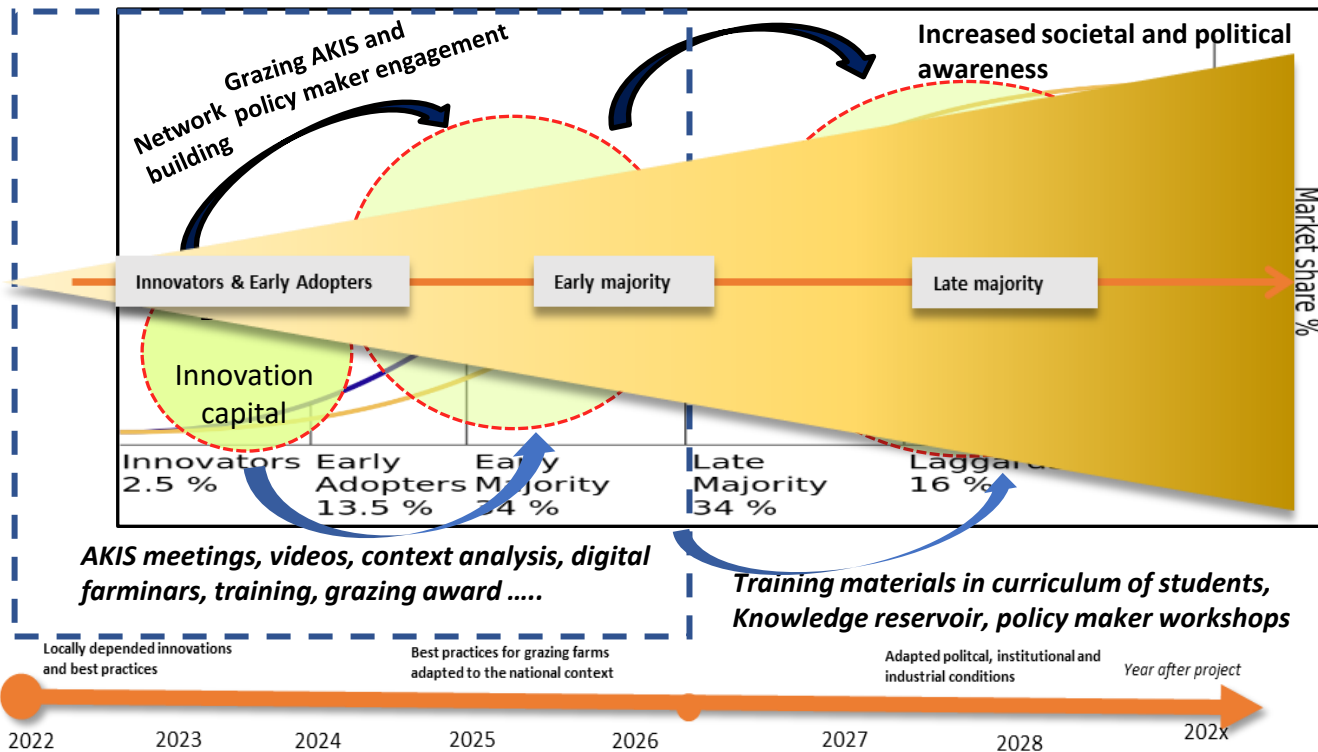 Grazing AKIS and
policy maker engagement
Network
building
Increased societal and political
awareness
Innovators & Early Adopters
Early majority
Late majority
Market share %
Innovation
capital
Innovators
2.5 %
Early
Adopters
13.5 %
Early
Majority
34 %
Late
Majority
34 %
Laggards
16 %
AKIS meetings, videos, context analysis, digital
farminars, training, grazing award .....
Training materials in curriculum of students,
Knowledge reservoir, policy maker workshops
Locally depended innovations
and best practices
Best practices for grazing farms
adapted to the national context
Adapted politcal, institutional and
industrial conditions
Year after project
2022
2023
2024
2025
2026
2027
2028
202x